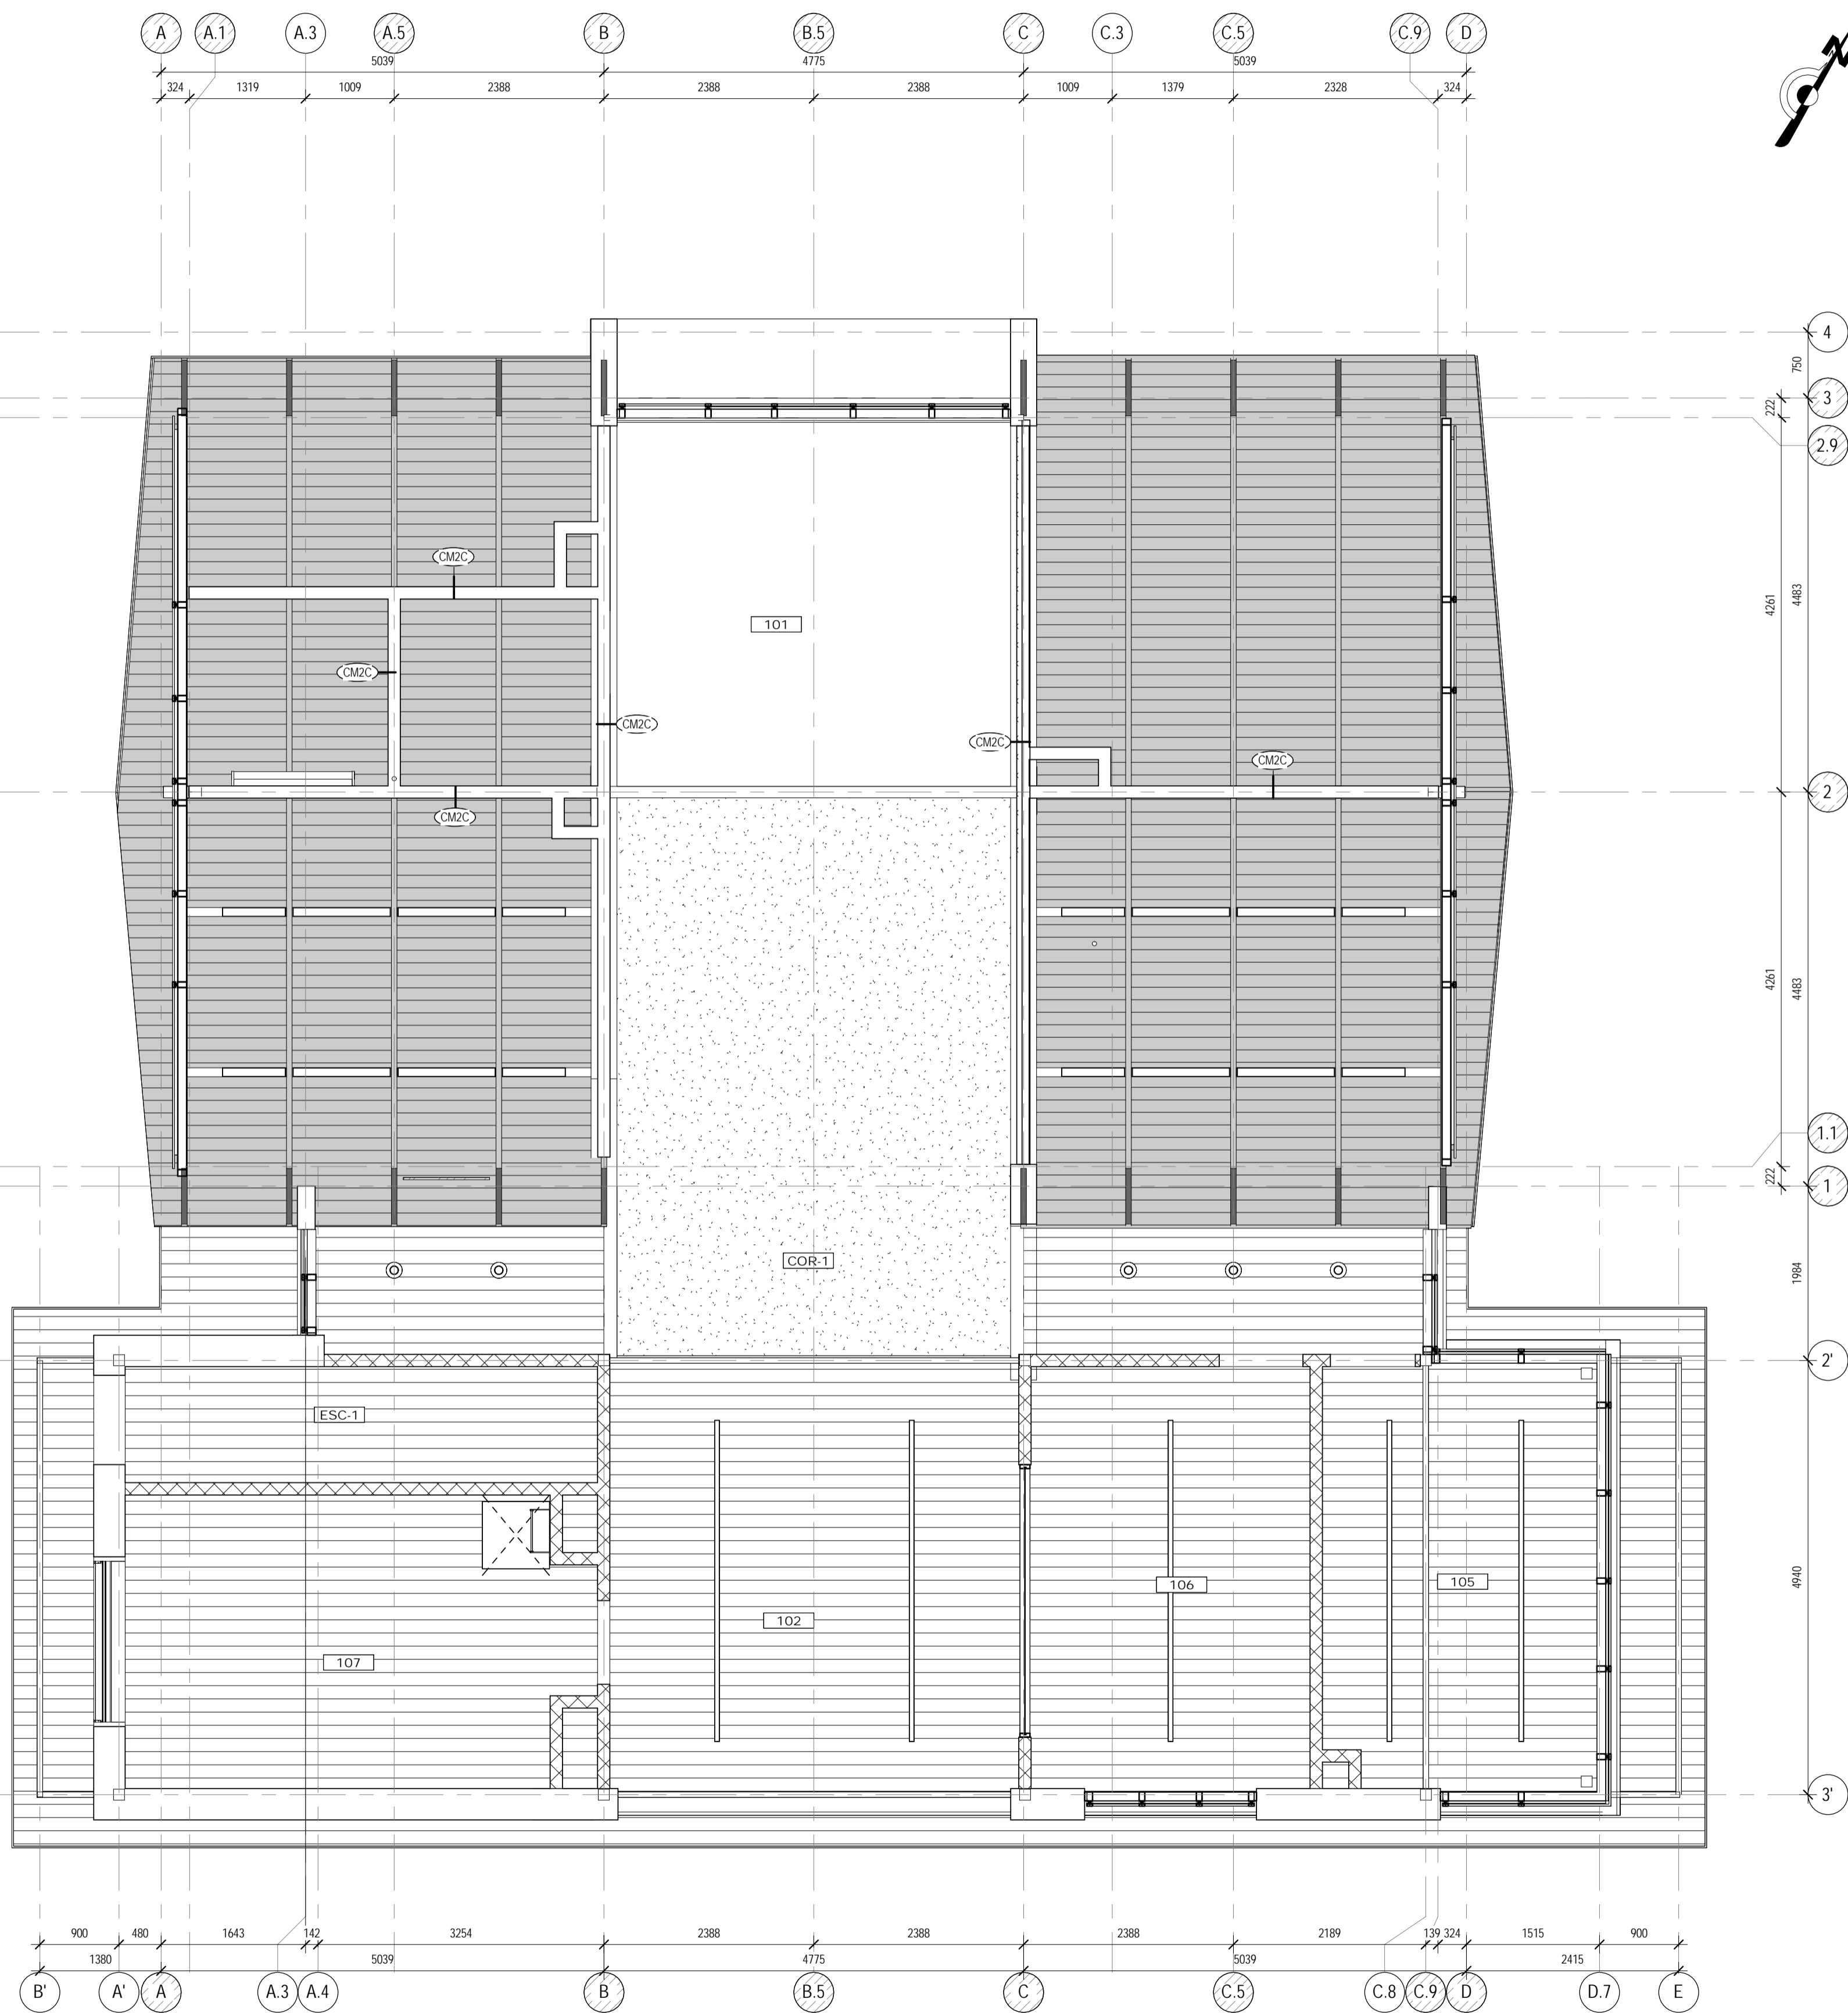 A A.1 A.3 A.5 B B.5 C C.3 C.5 C.9 D
N
5039 4775 5039
324 1319 1009 2388 2388 2388 1009 1379 2328 324
4
750
3
222
2.9
CM2C
4261 4483
101
CM2C
CM2C
CM2C
CM2C
2
CM2C
4261 4483
1.1
222
1
COR-1
1984
2'
ESC-1
106
105
4940
102
107
3'
900 480 1643 142 3254 2388 2388 2388 2189 139 324 1515 900
1380 5039 4775 5039 2415
B' A' A A.3 A.4 B B.5 C C.5 C.8 C.9 D D.7 E